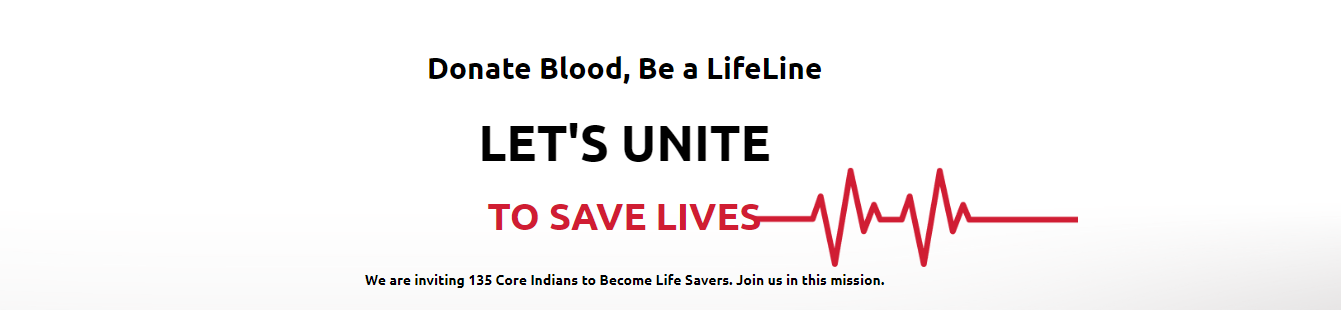 Donate Blood, Be a LifeLine
LET'S UNITE
TO SAVE LIVES
We are inviting 135 Core Indians to Become Life Savers. Join us in this mission.